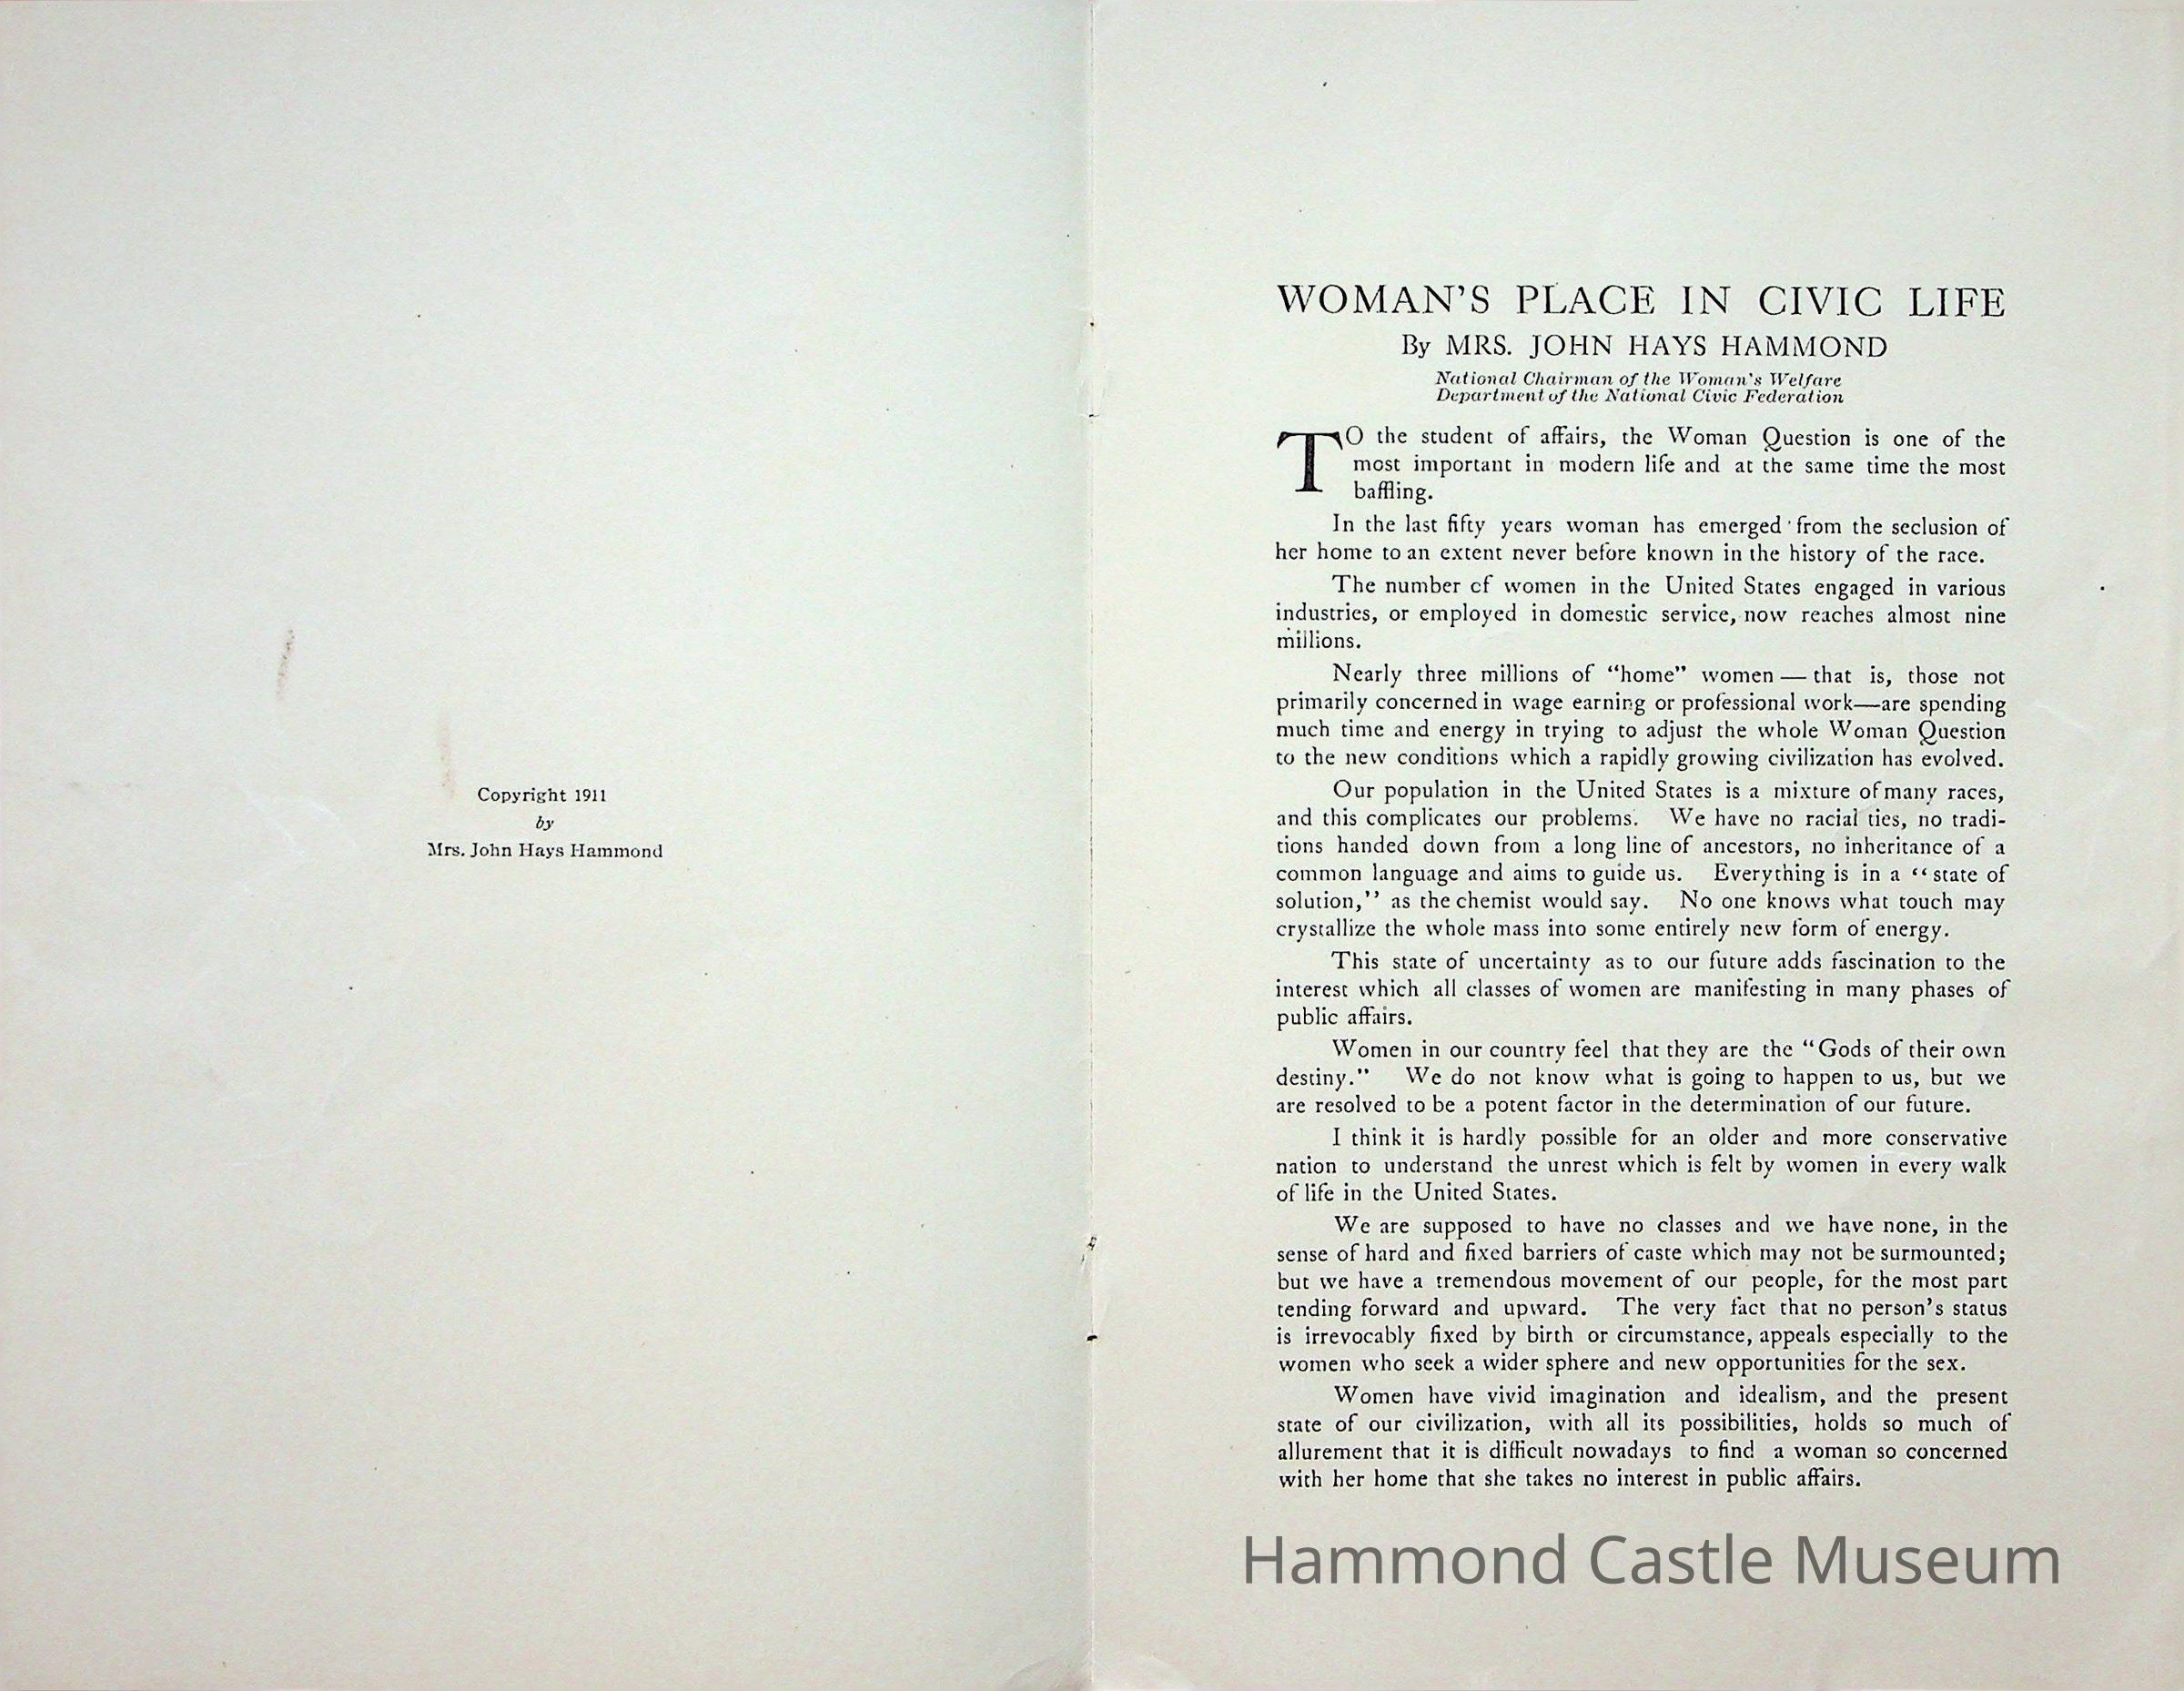 Copyright 1911
by
Mrs. John Hays Hammond
WOMAN'S PLACE IN CIVIC LIFE
By MRS. JOHN HAYS HAMMOND
National Chairman of the Woman's Welfare
Department of the National Civic Federation
TO the student of affairs, the Woman Question is one of the
most important in modern life and at the same time the most
baffling.
In the last fifty years woman has emerged from the seclusion of
her home to an extent never before known in the history of the race.
The number cf women in the United States engaged in various
industries, or employed in domestic service, now reaches almost nine
millions.
Nearly three millions of "home" women — that is, those not
primarily concerned in wage earning or professional work—are spending
much time and energy in trying to adjust the whole Woman Question
to the new conditions which a rapidly growing civilization has evolved.
Our population in the United States is a mixture of many races,
and this complicates our problems. We have no racial ties, no tradi-
tions handed down from a long line of ancestors, no inheritance of a
common language and aims to guide us. Everything is in a "state of
solution," as the chemist would say. No one knows what touch may
crystallize the whole mass into some entirely new form of energy.
This state of uncertainty as to our future adds fascination to the
interest which all classes of women are manifesting in many phases of
public affairs.
Women in our country feel that they are the "Gods of their own
destiny." We do not know what is going to happen to us, but we
are resolved to be a potent factor in the determination of our future.
I think it is hardly possible for an older and more conservative
nation to understand the unrest which is felt by women in every walk
of life in the United States.
We are supposed to have no classes and we have none, in the
sense of hard and fixed barriers of caste which may not be surmounted;
but we have a tremendous movement of our people, for the most part
tending forward and upward. The very fact that no person's status
is irrevocably fixed by birth or circumstance, appeals especially to the
women who seek a wider sphere and new opportunities for the sex.
Women have vivid imagination and idealism, and the present
state of our civilization, with all its possibilities, holds so much of
allurement that it is difficult nowadays to find a woman so concerned
with her home that she takes no interest in public affairs.
Hammond Castle Museum